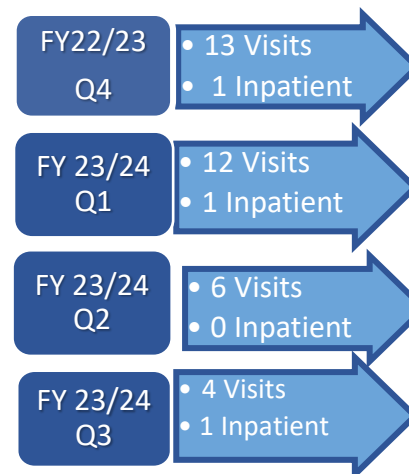 FY22/23
Q4
• 13 Visits
• 1 Inpatient
FY 23/24
Q1
• 12 Visits
• 1 Inpatient
FY 23/24
Q2
• 6 Visits
• 0 Inpatient
FY 23/24
Q3
• 4 Visits
• 1 Inpatient